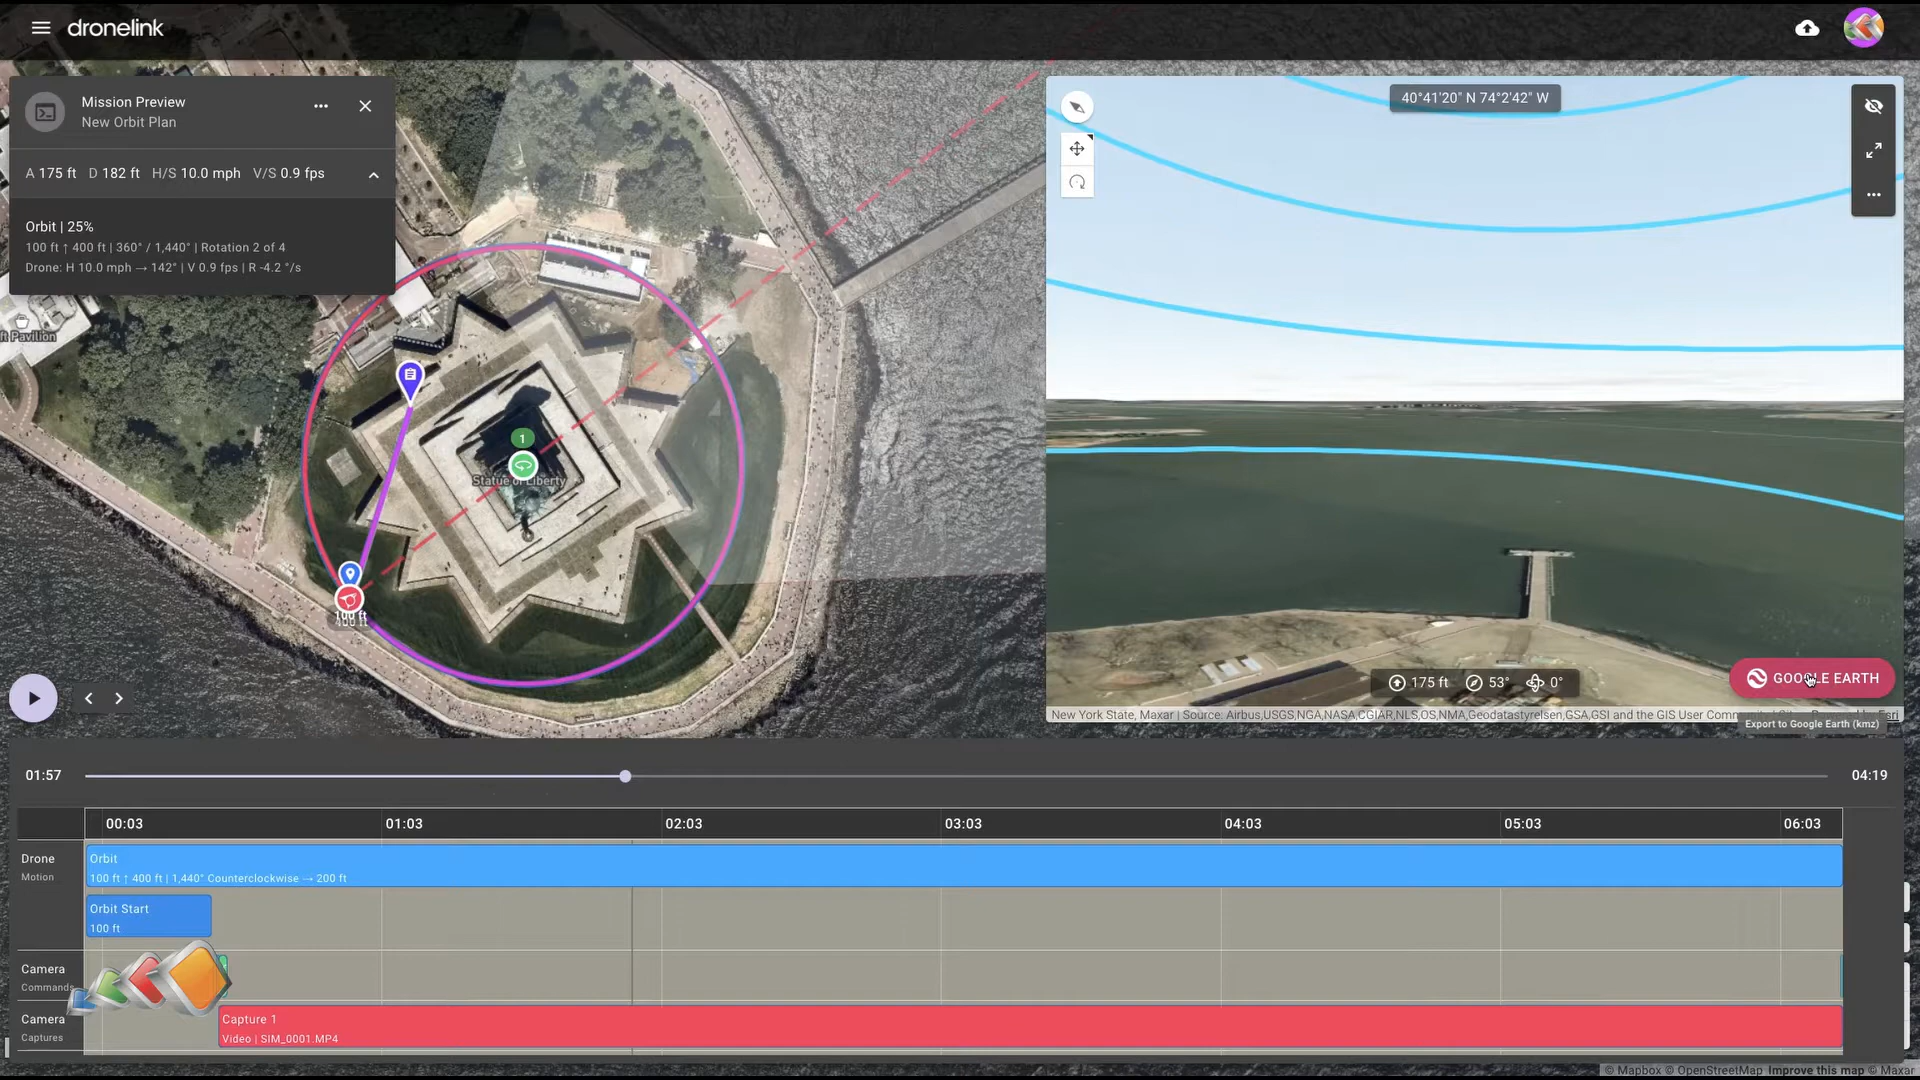 dronelink
Mission Preview
New Orbit Plan
A 175 ft D 182 ft H/S 10.0 mph V/S 0.9 fps
Orbit | 25%
100 ft ↑ 400 ft | 360° / 1,440° | Rotation 2 of 4
Drone: H 10.0 mph → 142° | V 0.9 fps | R -4.2 °/s
ft Pavilion
1
Statue of Liberty
100 ft
400 ft
40°41'20" N 74°2'42" W
175 ft 53° 0°
GOOGLE EARTH
New York State, Maxar | Source: Airbus,USGS,NGA,NASA,CGIAR,NLS,OS,NMA,Geodatastyrelsen,GSA,GSI and the GIS User
Esri
Export to Google Earth (kmz)
01:57
04:19
00:03 01:03 02:03 03:03 04:03 05:03 06:03
Drone
Motion
Orbit
100 ft ↑ 400 ft | 1,440° Counterclockwise → 200 ft
Orbit Start
100 ft
Camera
Commands
Camera
Captures
Capture 1
Video | SIM_0001.MP4
© Mapbox © OpenStreetMap Improve this map © Maxar